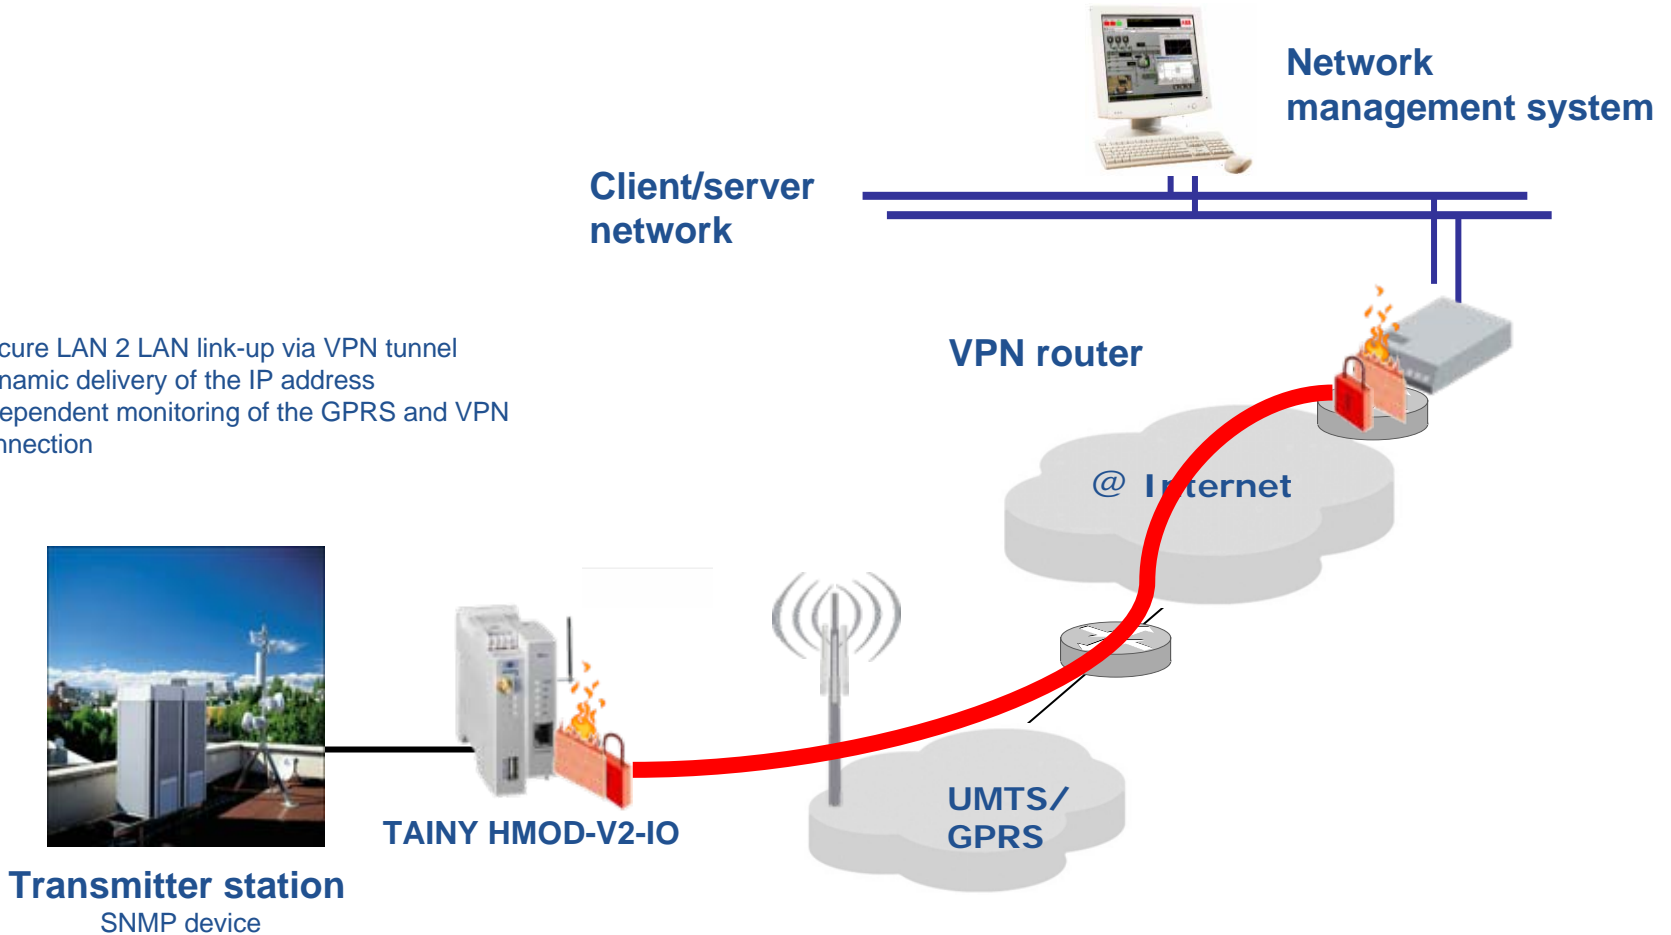 Network
management system
Client/server
network
VPN router
cure LAN 2 LAN link-up via VPN tunnel
namic delivery of the IP address
ependent monitoring of the GPRS and VPN
nnection
@ Internet
UMTS/
GPRS
TAINY HMOD-V2-IO
Transmitter station
SNMP device